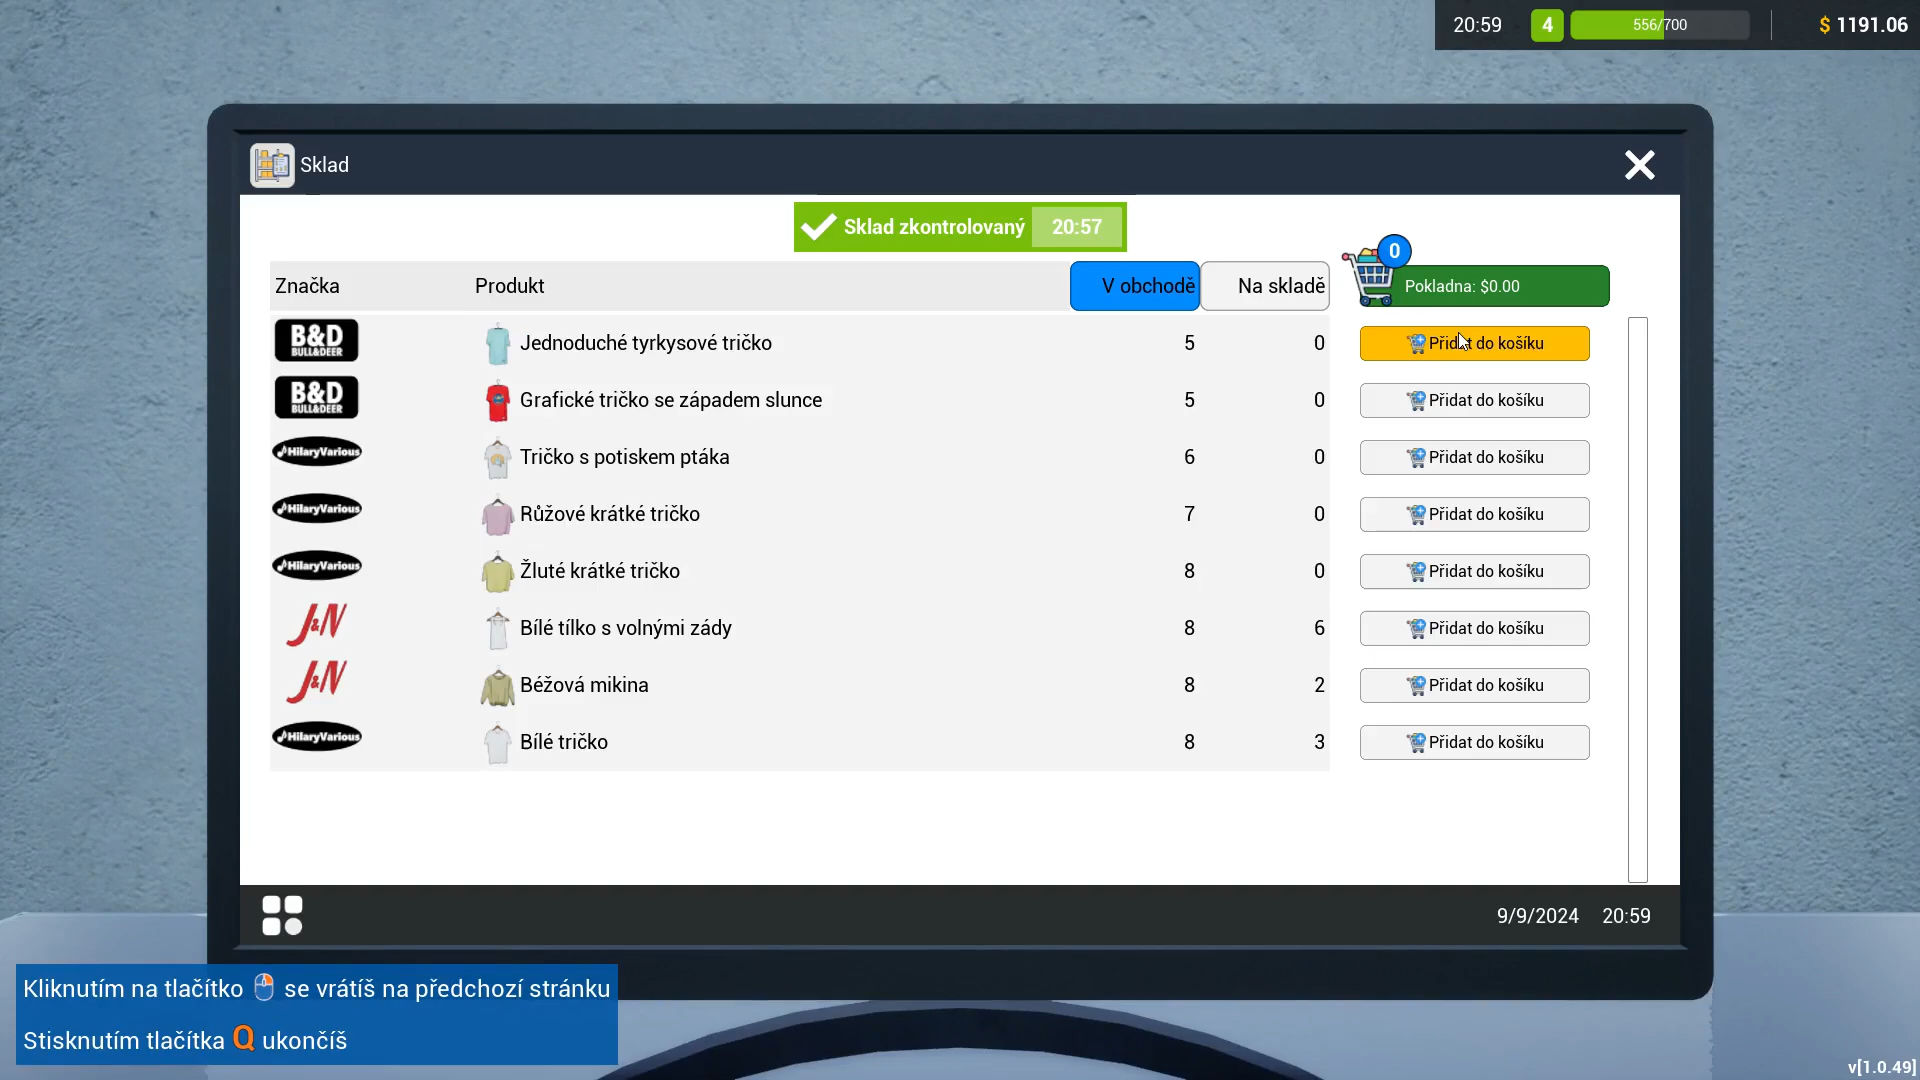 20:59 4 556/700 $ 1191.06
Sklad
Sklad zkontrolovaný 20:57
0
Značka Produkt V obchodě Na skladě Pokladna: $0.00
B&D BULL&DEER Jednoduché tyrkysové tričko 5 0 Přidat do košíku
B&D BULL&DEER Grafické tričko se západem slunce 5 0 Přidat do košíku
HilaryVarious Tričko s potiskem ptáka 6 0 Přidat do košíku
HilaryVarious Růžové krátké tričko 7 0 Přidat do košíku
HilaryVarious Žluté krátké tričko 8 0 Přidat do košíku
J&N Bílé tílko s volnými zády 8 6 Přidat do košíku
J&N Béžová mikina 8 2 Přidat do košíku
HilaryVarious Bílé tričko 8 3 Přidat do košíku
9/9/2024 20:59
Kliknutím na tlačítko se vrátíš na předchozí stránku
Stisknutím tlačítka Q ukončíš
v[1.0.49]